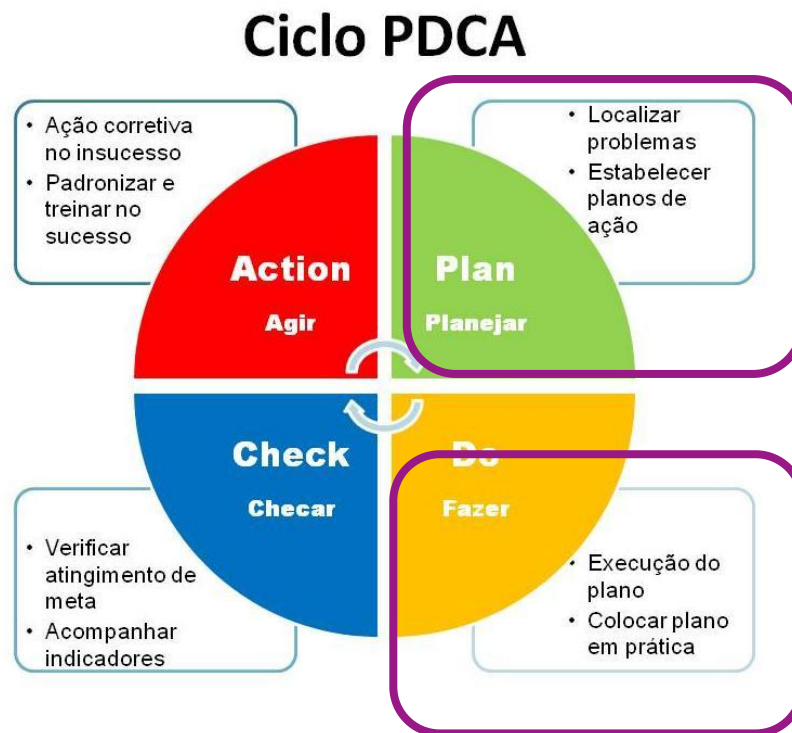 Ciclo PDCA
• Ação corretiva
no insucesso
• Padronizar e
treinar no
sucesso
Action
Agir
Plan
Planejar
• Localizar
problemas
• Estabelecer
planos de
ação
Check
Checar
Do
Fazer
• Verificar
atingimento de
meta
• Acompanhar
indicadores
• Execução do
plano
• Colocar plano
em prática